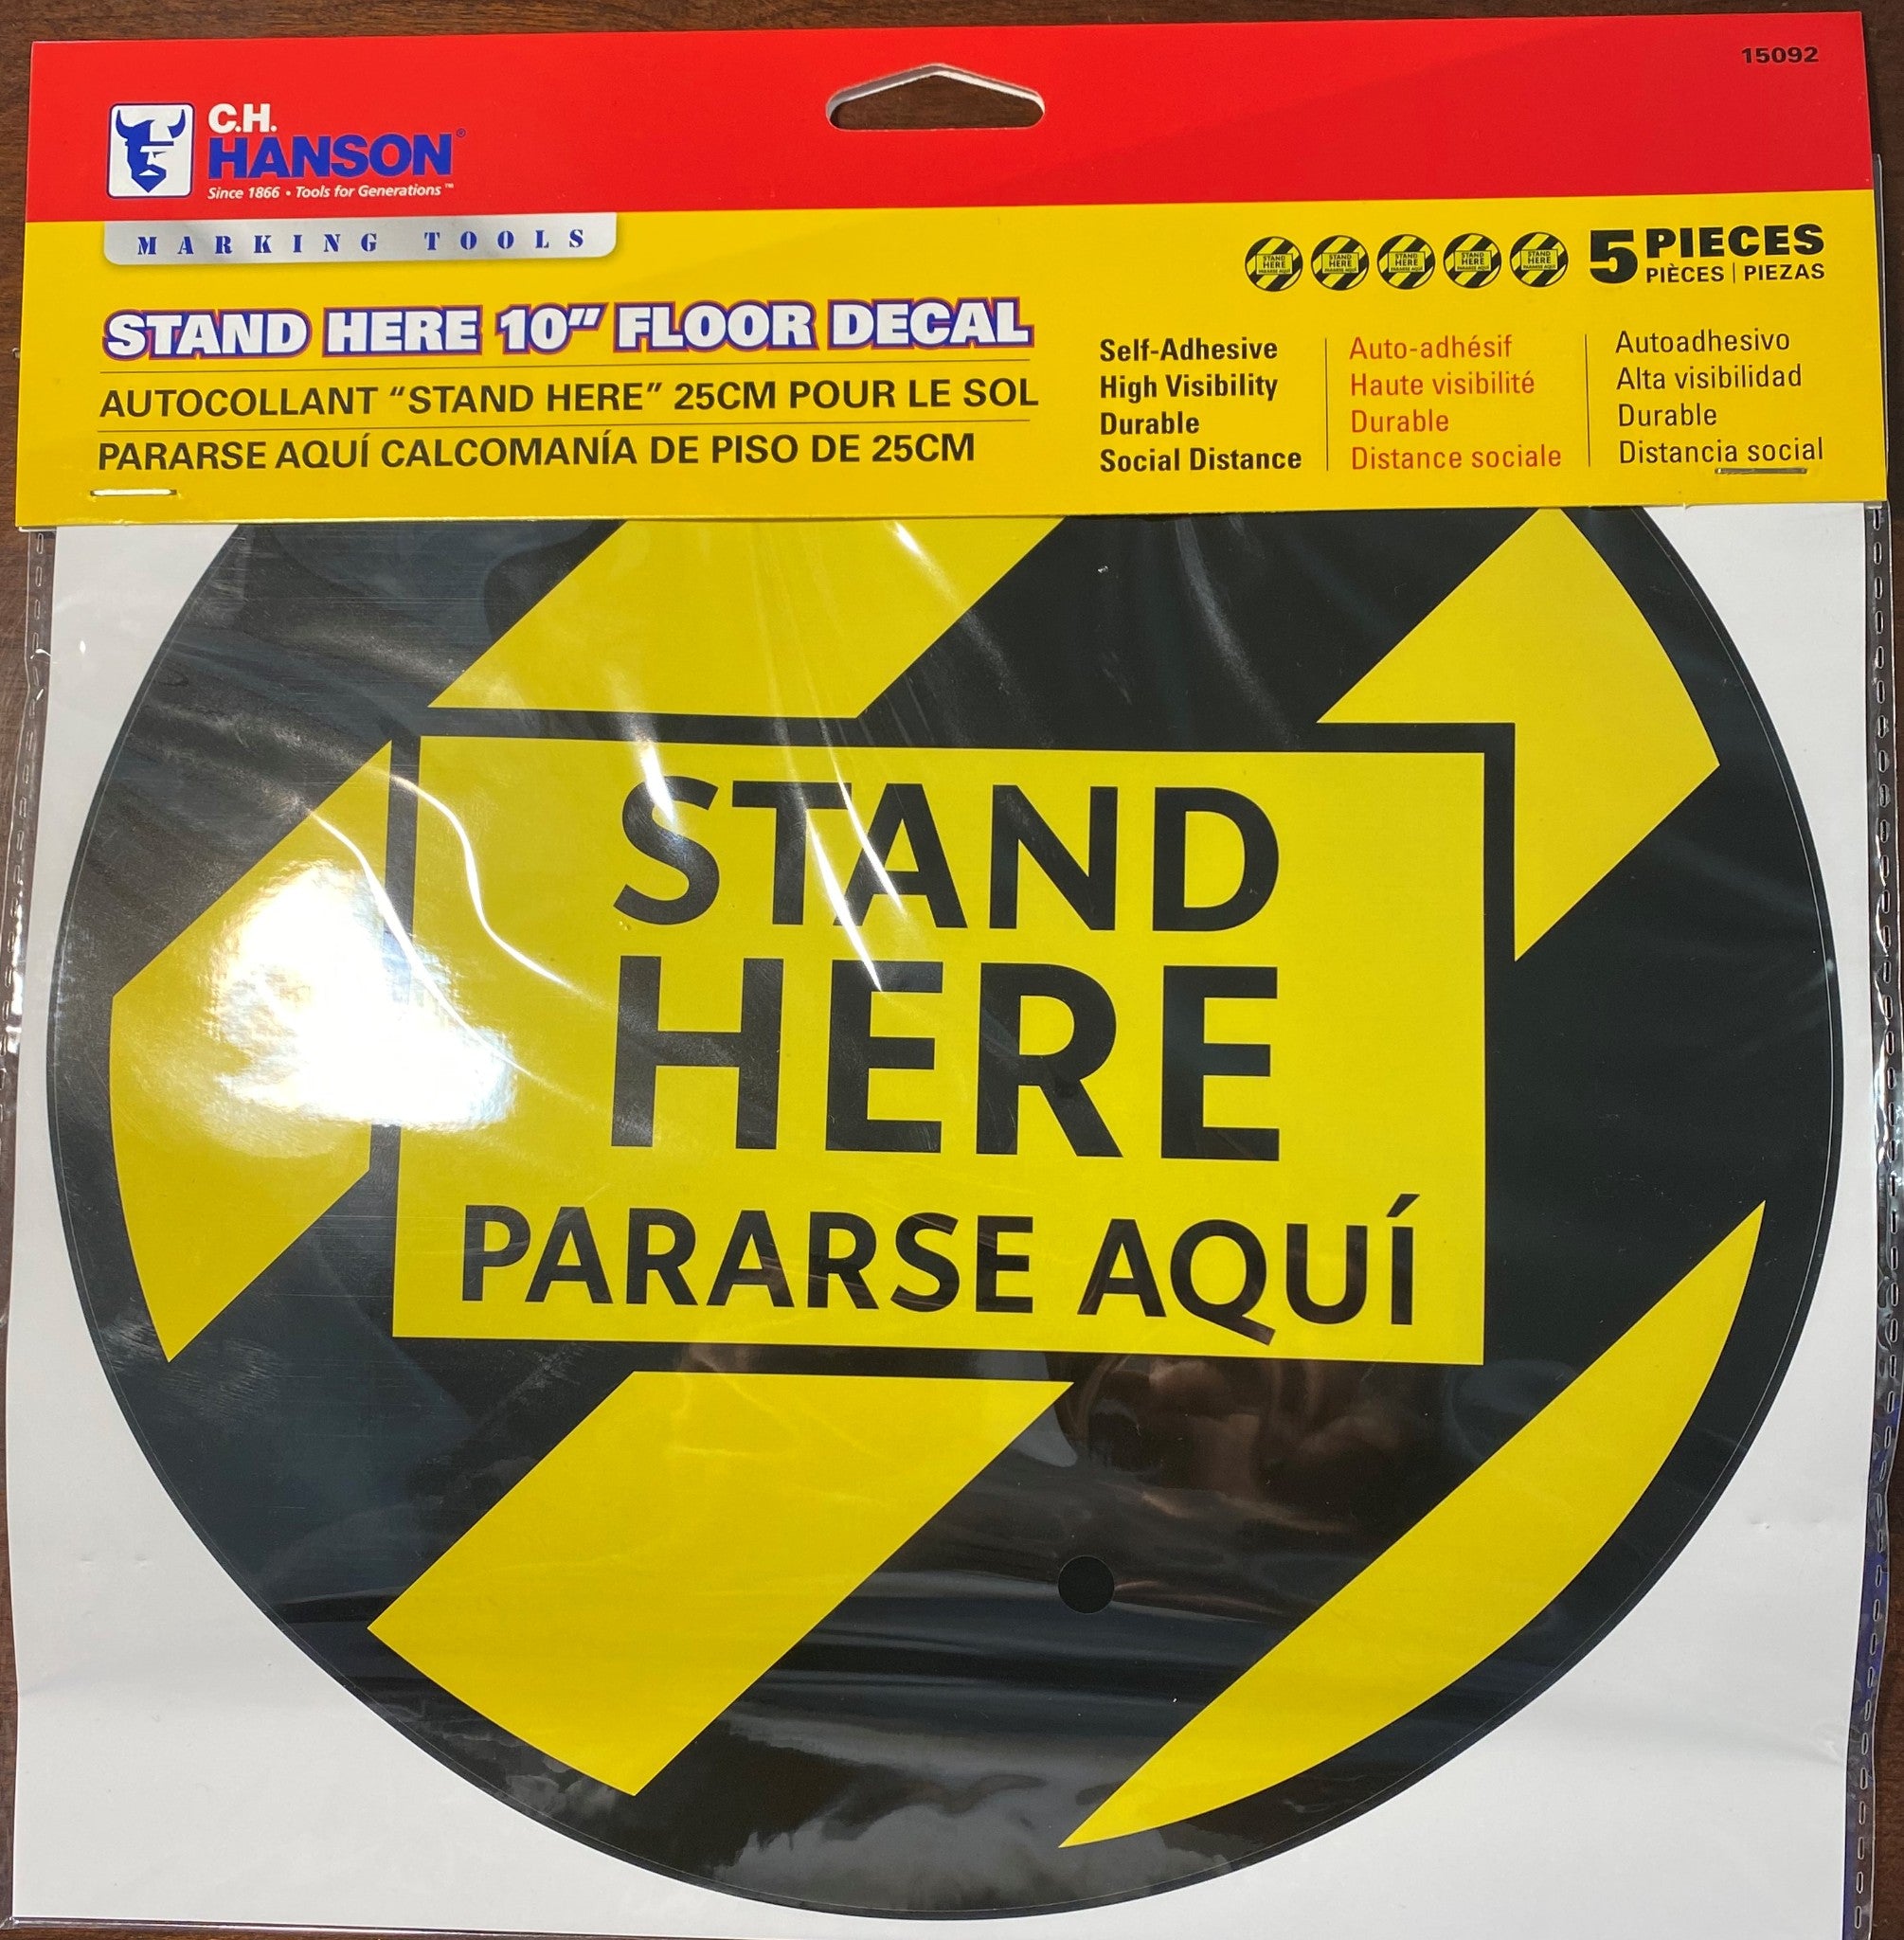 15092
C.H.
HANSON®
Since 1866 • Tools for Generations™
MARKING TOOLS
5 PIECES
PIÈCES | PIEZAS
STAND HERE 10" FLOOR DECAL
AUTOCOLLANT “STAND HERE” 25CM POUR LE SOL
PARARSE AQUÍ CALCOMANÍA DE PISO DE 25CM
Self-Adhesive
High Visibility
Durable
Social Distance
Auto-adhésif
Haute visibilité
Durable
Distance sociale
Autoadhesivo
Alta visibilidad
Durable
Distancia social
STAND
HERE
PARARSE AQUÍ